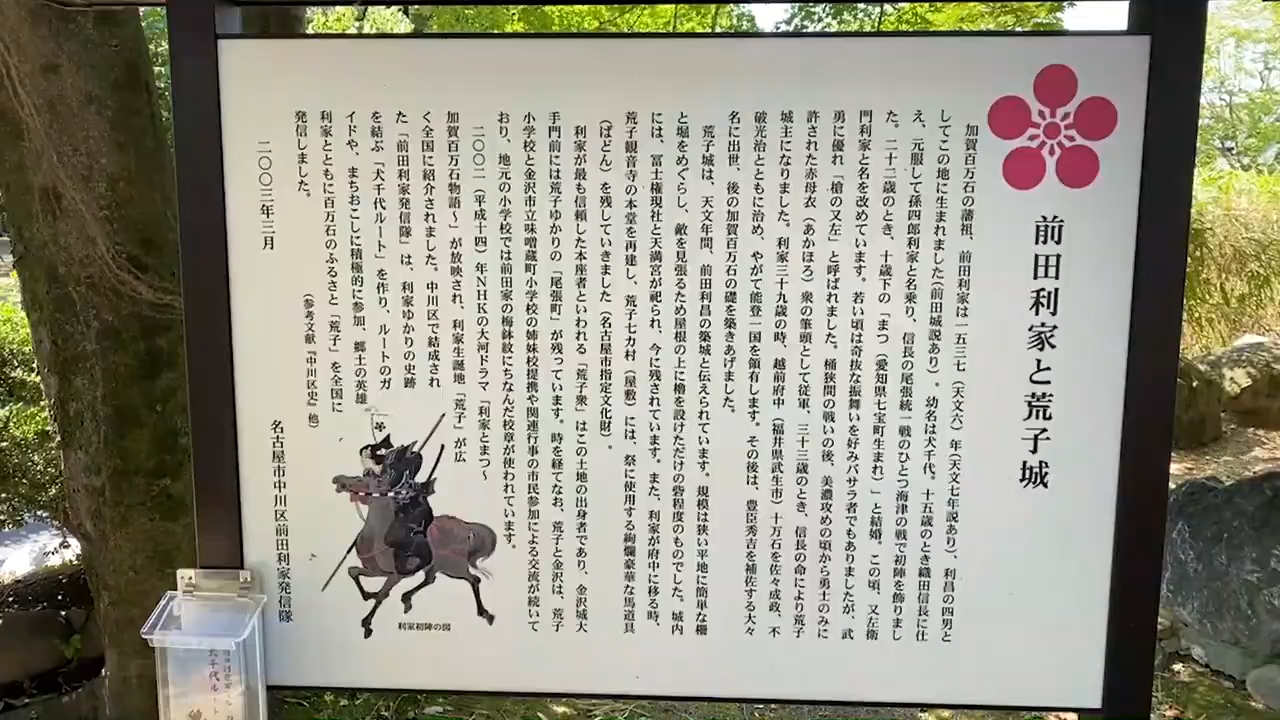 前田利家と荒子城
加賀百万石の藩祖、前田利家は一五三七（天文六）年（天文七年説あり）、利昌の四男と
してこの地に生まれました（前田城説あり）。幼名は犬千代。十五歳のとき織田信長に仕
え、元服して孫四郎利家と名乗り、信長の尾張統一戦のひとつ海津の戦で初陣を飾りまし
た。二十二歳のとき、十歳下の「まつ（愛知県七宝町生まれ）」と結婚。この頃、又左衛
門利家と名を改めています。若い頃は奇抜な振舞いを好みバサラ者でもありましたが、武
勇に優れ「槍の又左」と呼ばれました。桶狭間の戦いの後、美濃攻めの頃から勇士のみに
許された赤母衣（あかほろ）衆の筆頭として従軍、三十三歳のとき、信長の命により荒子
城主になりました。利家三十九歳の時、越前府中（福井県武生市）十万石を佐々成政、不
破光治とともに治め、やがて能登一国を領有します。その後は、豊臣秀吉を補佐する大々
名に出世、後の加賀百万石の礎を築きあげました。
荒子城は、天文年間、前田利昌の築城と伝えられています。規模は狭い平地に簡単な柵
と堀をめぐらし、敵を見張るため屋根の上に櫓を設けただけの砦程度のものでした。城内
には、冨士権現社と天満宮が祀られ、今に残されています。また、利家が府中に移る時、
荒子観音寺の本堂を再建し、荒子七カ村（屋敷）には、祭に使用する絢爛豪華な馬道具
（ばどん）を残していきました（名古屋市指定文化財）。
利家が最も信頼した本座者といわれる「荒子衆」はこの土地の出身者であり、金沢城大
手門前には荒子ゆかりの「尾張町」が残っています。時を経てなお、荒子と金沢は、荒子
小学校と金沢市立味噌蔵町小学校の姉妹校提携や関連行事の市民参加による交流が続いて
おり、地元の小学校では前田家の梅鉢紋にちなんだ校章が使われています。
二〇〇二（平成十四）年NHKの大河ドラマ「利家とまつ〜
加賀百万石物語〜」が放映され、利家生誕地「荒子」が広
く全国に紹介されました。中川区で結成され
た「前田利家発信隊」は、利家ゆかりの史跡
を結ぶ「犬千代ルート」を作り、ルートのガ
イドや、まちおこしに積極的に参加、郷土の英雄
利家とともに百万石のふるさと「荒子」を全国に
発信しました。
（参考文献『中川区史』他）
二〇〇三年三月
名古屋市中川区前田利家発信隊
利家初陣の図
犬千代ルート